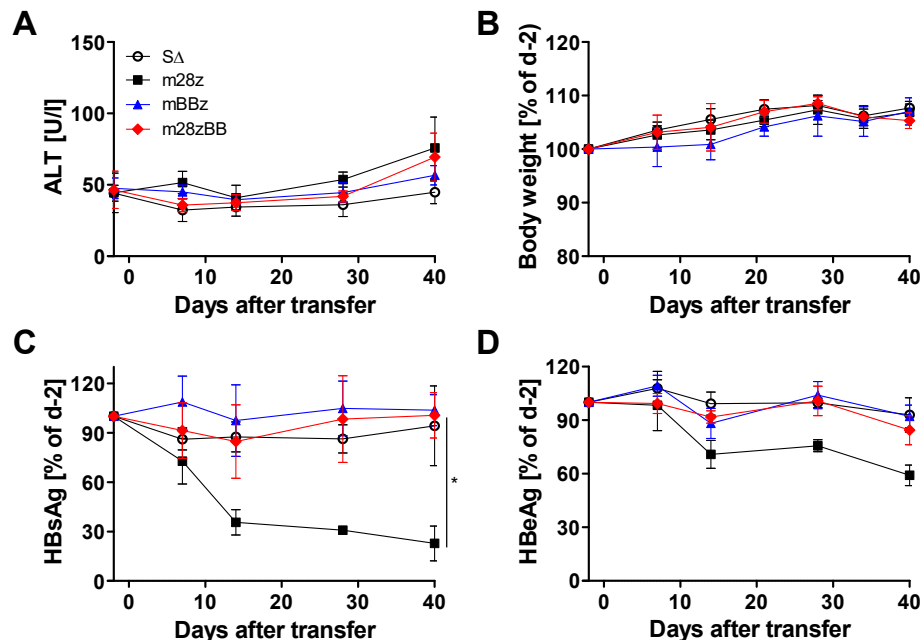 A
ALT [U/l]
150
100
50
0
SΔ
m28z
mBBz
m28zBB
0 10 20 30 40
Days after transfer
B
Body weight [% of d-2]
120
110
100
90
80
0 10 20 30 40
Days after transfer
C
HBsAg [% of d-2]
120
90
60
30
0
*
0 10 20 30 40
Days after transfer
D
HBeAg [% of d-2]
120
90
60
30
0
0 10 20 30 40
Days after transfer